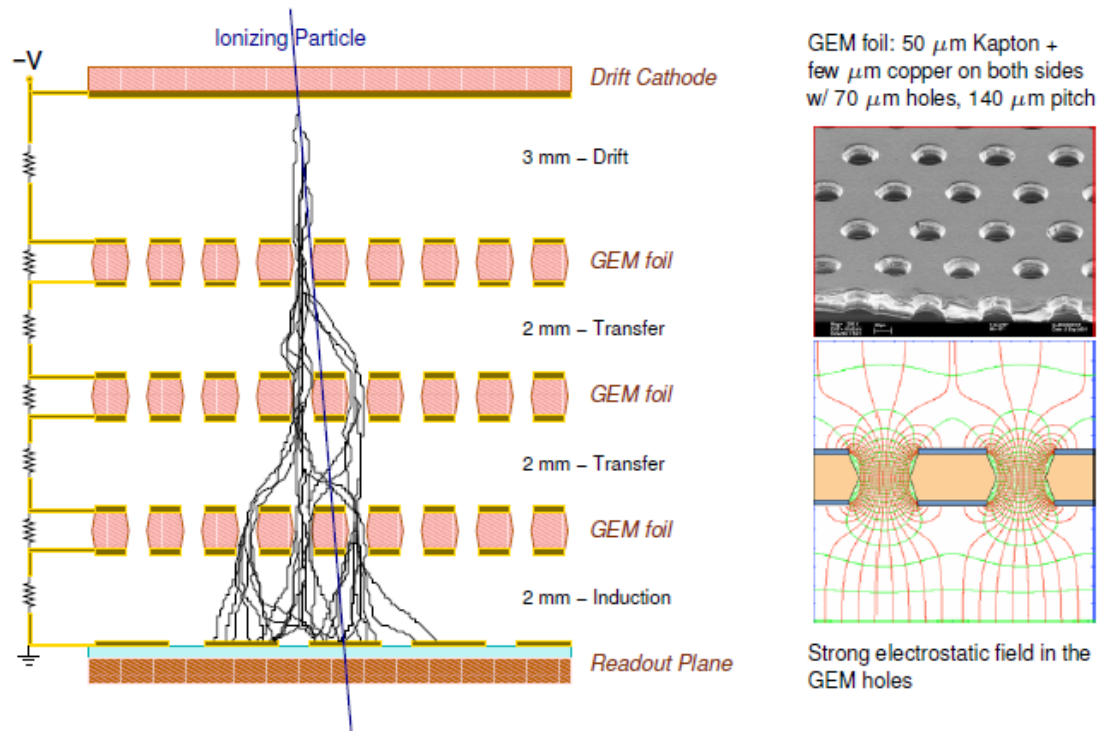 Ionizing Particle
−V
Drift Cathode
3 mm − Drift
GEM foil
2 mm − Transfer
GEM foil
2 mm − Transfer
GEM foil
2 mm − Induction
Readout Plane
GEM foil: 50 μm Kapton +
few μm copper on both sides
w/ 70 μm holes, 140 μm pitch
Strong electrostatic field in the
GEM holes